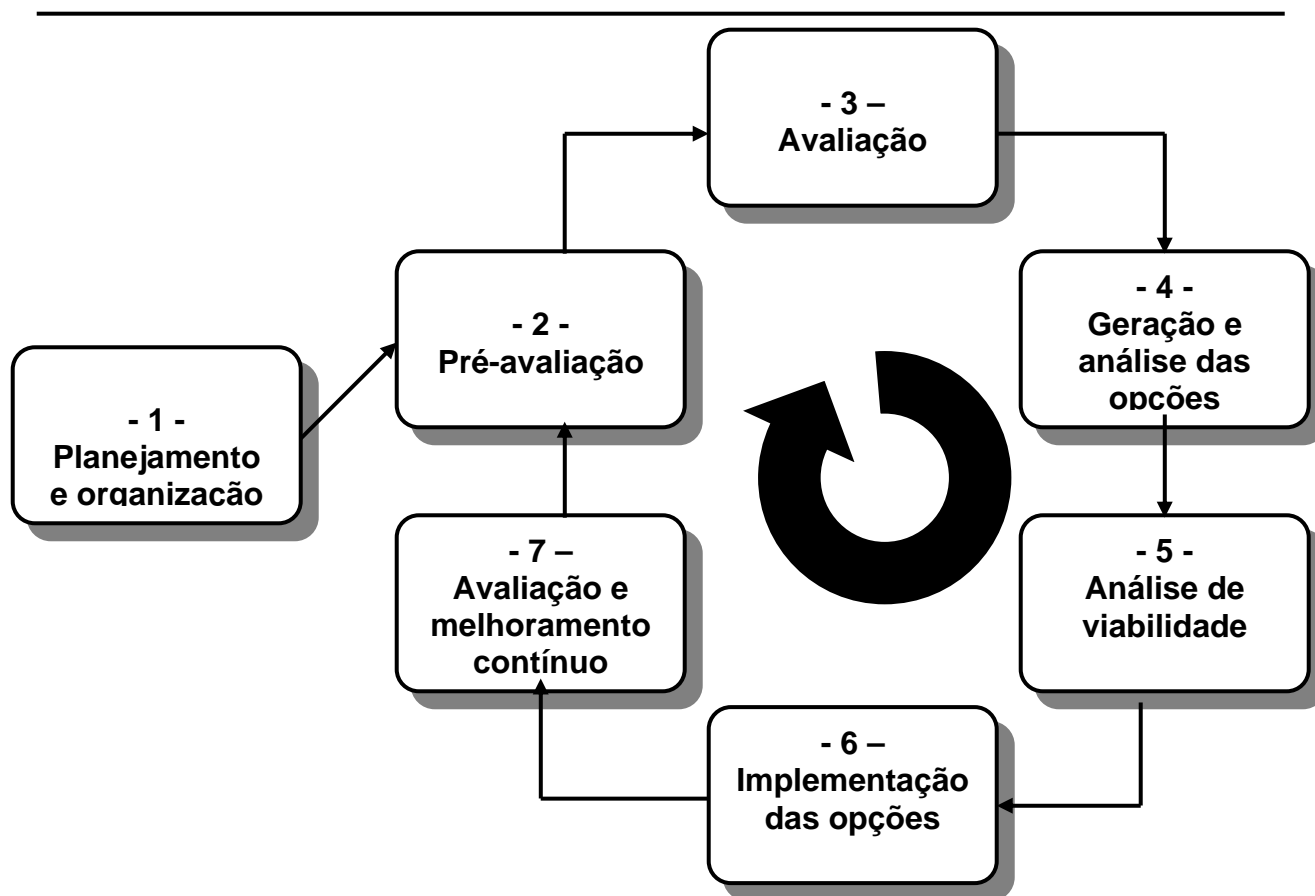 - 1 -
Planejamento
e organização
- 2 -
Pré-avaliação
- 3 –
Avaliação
- 4 -
Geração e
análise das
opções
- 5 -
Análise de
viabilidade
- 6 –
Implementação
das opções
- 7 –
Avaliação e
melhoramento
contínuo